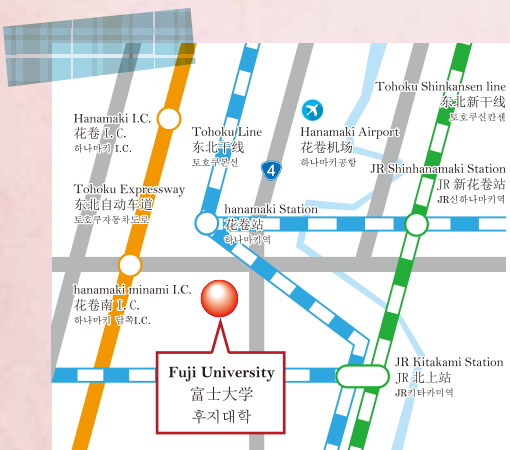 Tohoku Shinkansen line
东北新干线
토호쿠신칸센
Hanamaki I.C.
花卷 I. C.
하나마키 I.C.
Tohoku Line
东北干线
토호쿠본선
Hanamaki Airport
花卷机场
하나마키공항
4
JR Shinhanamaki Station
JR 新花卷站
JR신하나마키역
Tohoku Expressway
东北自动车道
토호쿠자동차도로
hanamaki Station
花卷站
하나마키역
hanamaki minami I.C.
花卷南 I. C.
하나마키 남쪽I.C.
Fuji University
富士大学
후지대학
JR Kitakami Station
JR 北上站
JR키타카미역